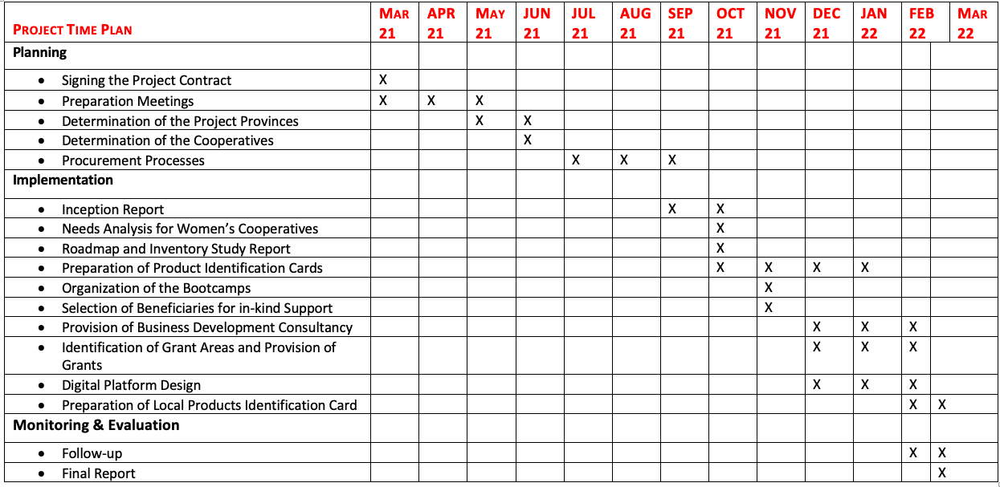 PROJECT TIME PLAN MAR 21 APR 21 MAY 21 JUN 21 JUL 21 AUG 21 SEP 21 OCT 21 NOV 21 DEC 21 JAN 22 FEB 22 MAR 22
Planning
• Signing the Project Contract X
• Preparation Meetings X X X
• Determination of the Project Provinces X X
• Determination of the Cooperatives X
• Procurement Processes X X X
Implementation
• Inception Report X X
• Needs Analysis for Women’s Cooperatives X
• Roadmap and Inventory Study Report X
• Preparation of Product Identification Cards X X X X
• Organization of the Bootcamps X
• Selection of Beneficiaries for in-kind Support X
• Provision of Business Development Consultancy X X X
• Identification of Grant Areas and Provision of X X X
Grants
• Digital Platform Design X X X
• Preparation of Local Products Identification Card X X
Monitoring & Evaluation
• Follow-up X X
• Final Report X